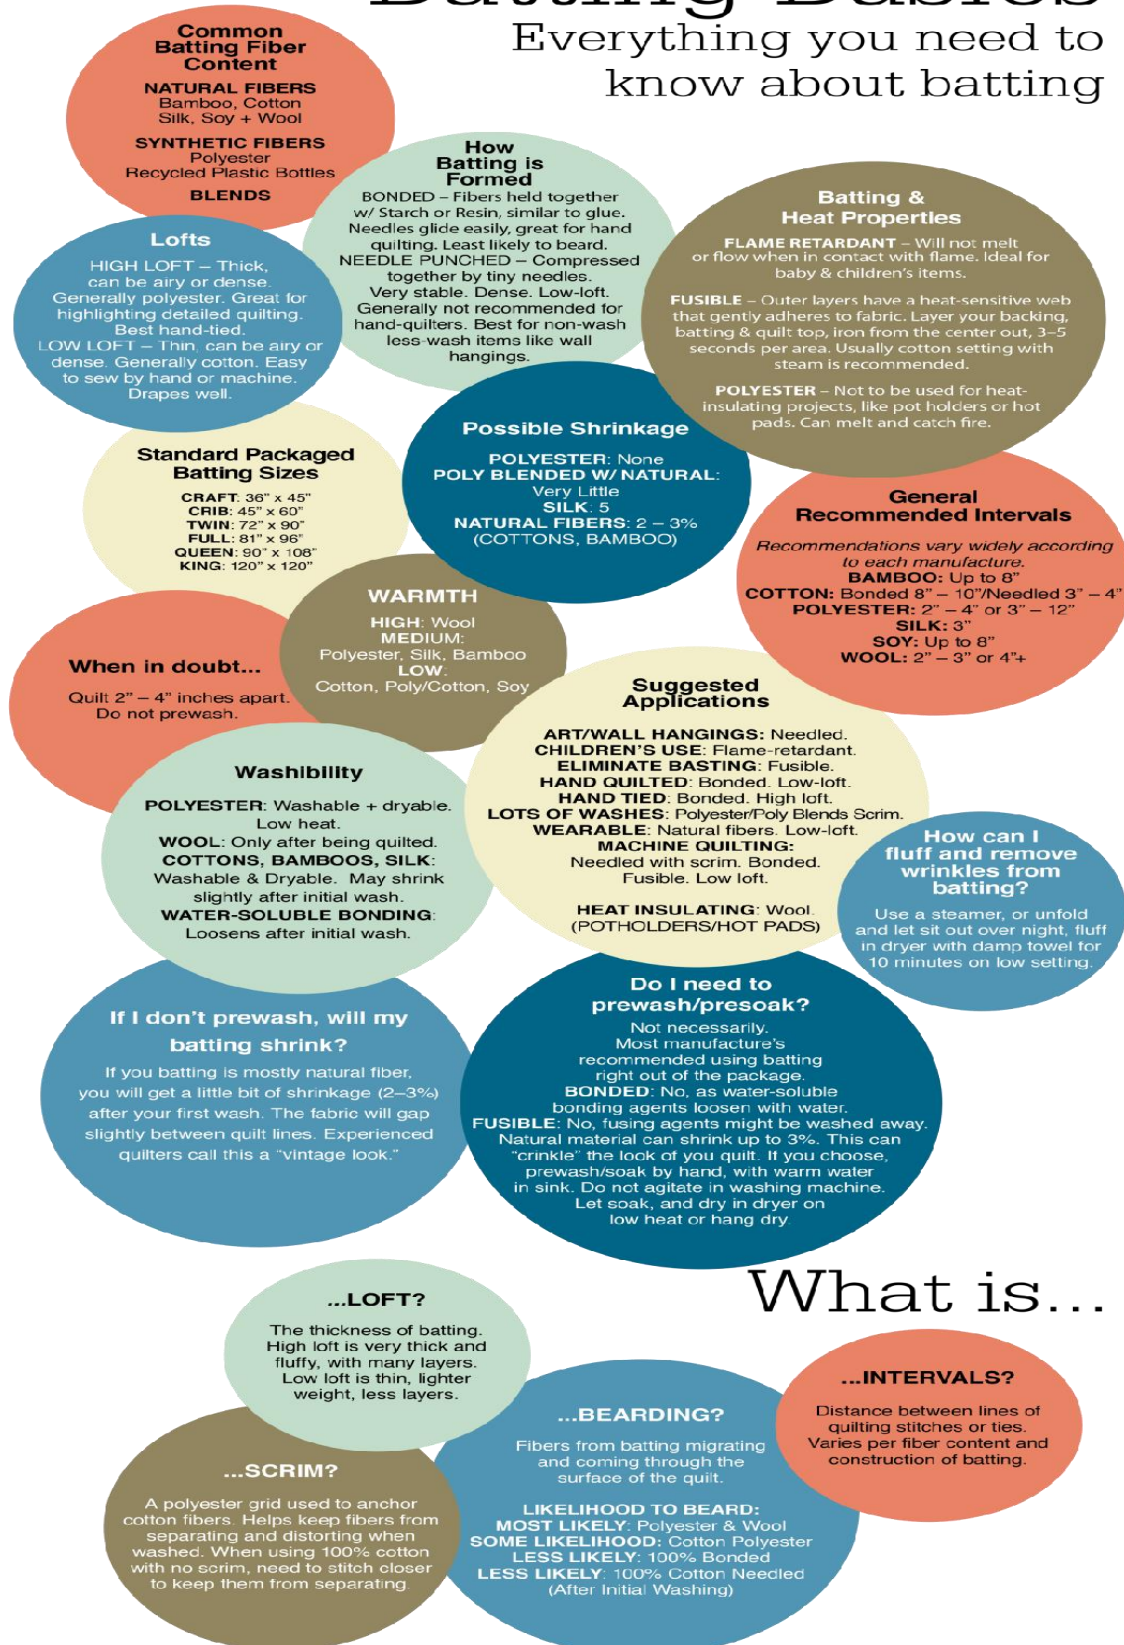 Batting Basics
Everything you need to
know about batting
Common
Batting Fiber
Content
NATURAL FIBERS
Bamboo, Cotton
Silk, Soy + Wool
SYNTHETIC FIBERS
Polyester
Recycled Plastic Bottles
BLENDS
How
Batting is
Formed
BONDED – Fibers held together
w/ Starch or Resin, similar to glue.
Needles glide easily, great for hand
quilting. Least likely to beard.
NEEDLE PUNCHED – Compressed
together by tiny needles.
Very stable. Dense. Low-loft.
Generally not recommended for
hand-quilters. Best for non-wash
less-wash items like wall
hangings.
Batting &
Heat Properties
FLAME RETARDANT – Will not melt
or flow when in contact with flame. Ideal for
baby & children's items.
FUSIBLE – Outer layers have a heat-sensitive web
that gently adheres to fabric. Layer your backing,
batting & quilt top, iron from the center out, 3–5
seconds per area. Usually cotton setting with
steam is recommended.
POLYESTER – Not to be used for heat-
insulating projects, like pot holders or hot
pads. Can melt and catch fire.
Lofts
HIGH LOFT – Thick,
can be airy or dense.
Generally polyester. Great for
highlighting detailed quilting.
Best hand-tied.
LOW LOFT – Thin, can be airy or
dense. Generally cotton. Easy
to sew by hand or machine.
Drapes well.
Possible Shrinkage
POLYESTER: None
POLY BLENDED W/ NATURAL:
Very Little
SILK: 5
NATURAL FIBERS: 2 – 3%
(COTTONS, BAMBOO)
Standard Packaged
Batting Sizes
CRAFT: 36" x 45"
CRIB: 45" x 60"
TWIN: 72" x 90"
FULL: 81" x 96"
QUEEN: 90" x 108"
KING: 120" x 120"
General
Recommended Intervals
Recommendations vary widely according
to each manufacture.
BAMBOO: Up to 8"
COTTON: Bonded 8" – 10"/Needled 3" – 4"
POLYESTER: 2" – 4" or 3" – 12"
SILK: 3"
SOY: Up to 8"
WOOL: 2" – 3" or 4"+
WARMTH
HIGH: Wool
MEDIUM:
Polyester, Silk, Bamboo
LOW:
Cotton, Poly/Cotton, Soy
When in doubt...
Quilt 2" – 4" inches apart.
Do not prewash.
Suggested
Applications
ART/WALL HANGINGS: Needled.
CHILDREN'S USE: Flame-retardant.
ELIMINATE BASTING: Fusible.
HAND QUILTED: Bonded. Low-loft.
HAND TIED: Bonded. High loft.
LOTS OF WASHES: Polyester/Poly Blends Scrim.
WEARABLE: Natural fibers. Low-loft.
MACHINE QUILTING:
Needled with scrim. Bonded.
Fusible. Low loft.
HEAT INSULATING: Wool.
(POTHOLDERS/HOT PADS)
Washibility
POLYESTER: Washable + dryable.
Low heat.
WOOL: Only after being quilted.
COTTONS, BAMBOOS, SILK:
Washable & Dryable. May shrink
slightly after initial wash.
WATER-SOLUBLE BONDING:
Loosens after initial wash.
How can I
fluff and remove
wrinkles from
batting?
Use a steamer, or unfold
and let sit out over night, fluff
in dryer with damp towel for
10 minutes on low setting.
If I don't prewash, will my
batting shrink?
If you batting is mostly natural fiber,
you will get a little bit of shrinkage (2–3%)
after your first wash. The fabric will gap
slightly between quilt lines. Experienced
quilters call this a "vintage look."
Do I need to
prewash/presoak?
Not necessarily.
Most manufacture's
recommended using batting
right out of the package.
BONDED: No, as water-soluble
bonding agents loosen with water.
FUSIBLE: No, fusing agents might be washed away.
Natural material can shrink up to 3%. This can
"crinkle" the look of you quilt. If you choose,
prewash/soak by hand, with warm water
in sink. Do not agitate in washing machine.
Let soak, and dry in dryer on
low heat or hang dry.
What is...
...LOFT?
The thickness of batting.
High loft is very thick and
fluffy, with many layers.
Low loft is thin, lighter
weight, less layers.
...INTERVALS?
Distance between lines of
quilting stitches or ties.
Varies per fiber content and
construction of batting.
...BEARDING?
Fibers from batting migrating
and coming through the
surface of the quilt.
LIKELIHOOD TO BEARD:
MOST LIKELY: Polyester & Wool
SOME LIKELIHOOD: Cotton Polyester
LESS LIKELY: 100% Bonded
LESS LIKELY: 100% Cotton Needled
(After Initial Washing)
...SCRIM?
A polyester grid used to anchor
cotton fibers. Helps keep fibers from
separating and distorting when
washed. When using 100% cotton
with no scrim, need to stitch closer
to keep them from separating.